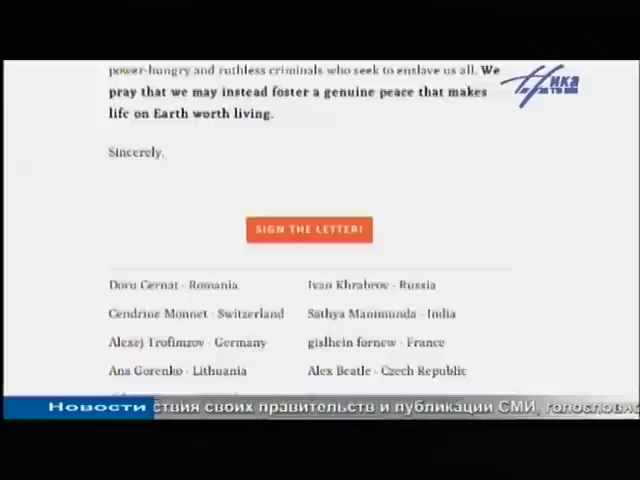 power-hungry and ruthless criminals who seek to enslave us all. We
pray that we may instead foster a genuine peace that makes
life on Earth worth living.
Sincerely,
SIGN THE LETTER!
Doru Cernat - Romania
Ivan Khrabrov - Russia
Cendrine Monnet - Switzerland
Sathya Manimunda - India
Alexej Trofimzov - Germany
gislhein fornew - France
Ana Gorenko - Lithuania
Alex Beatle - Czech Republic
Ника
ТВ
Новости
ствия своих правительств и публикации СМИ, голослов